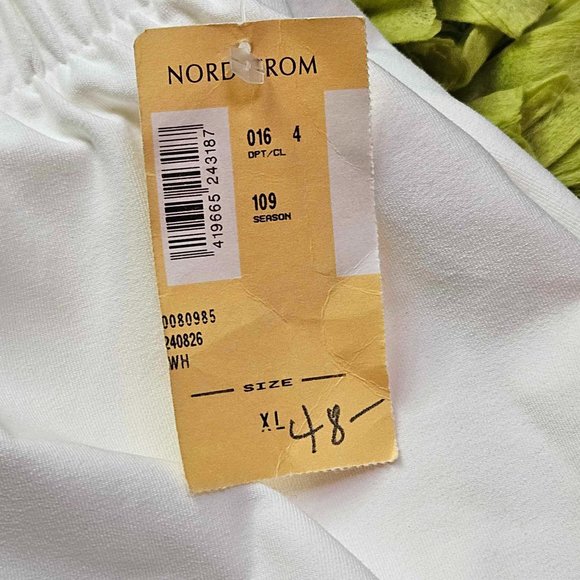 NORDSTROM
016 4
DPT/CL
109
SEASON
419665 243187
0080985
240826
WH
SIZE
XL
48-